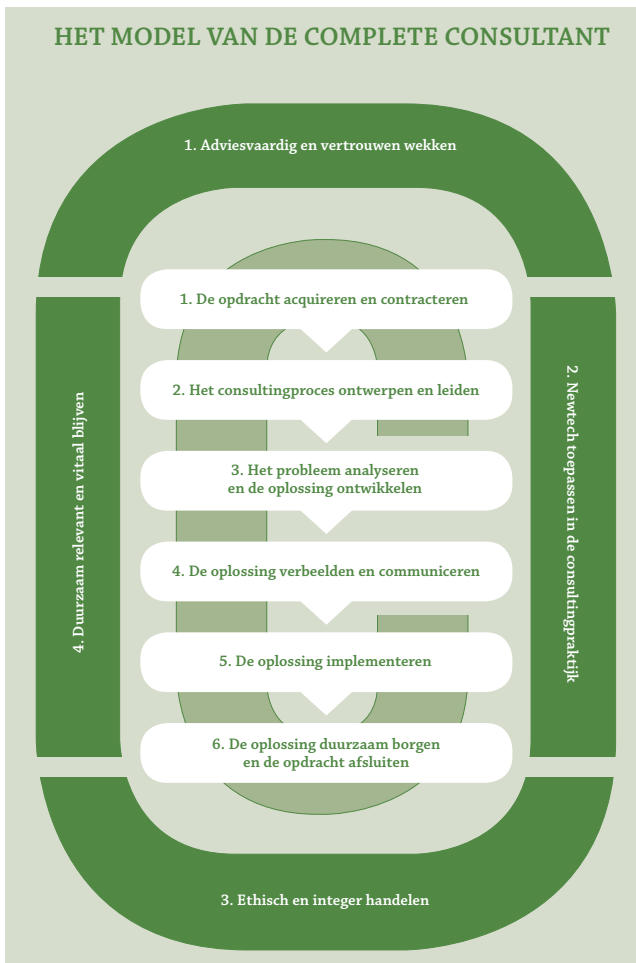 HET MODEL VAN DE COMPLETE CONSULTANT
1. Adviesvaardig en vertrouwen wekken
1. De opdracht acquireren en contracteren
2. Het consultingproces ontwerpen en leiden
3. Het probleem analyseren
en de oplossing ontwikkelen
4. De oplossing verbeelden en communiceren
5. De oplossing implementeren
6. De oplossing duurzaam borgen
en de opdracht afsluiten
2. Newtech toepassen in de consultingpraktijk
3. Ethisch en integer handelen
4. Duurzaam relevant en vitaal blijven